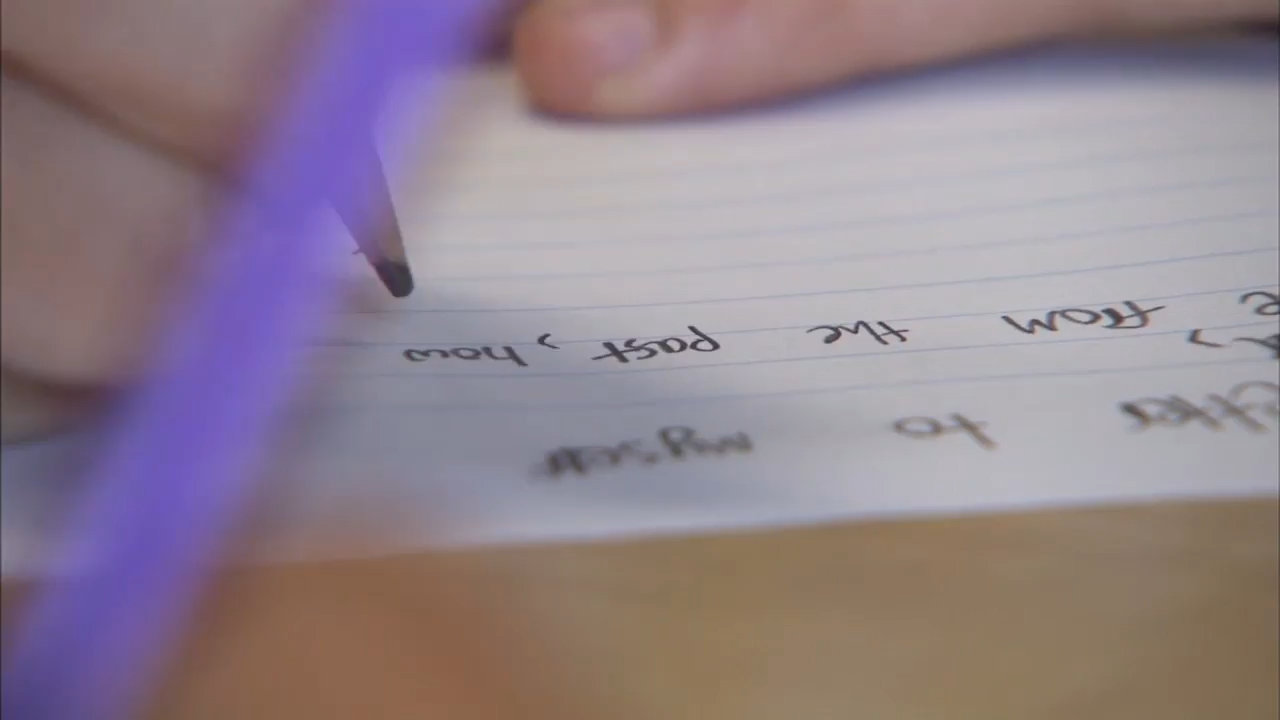 to myself
from the past, how